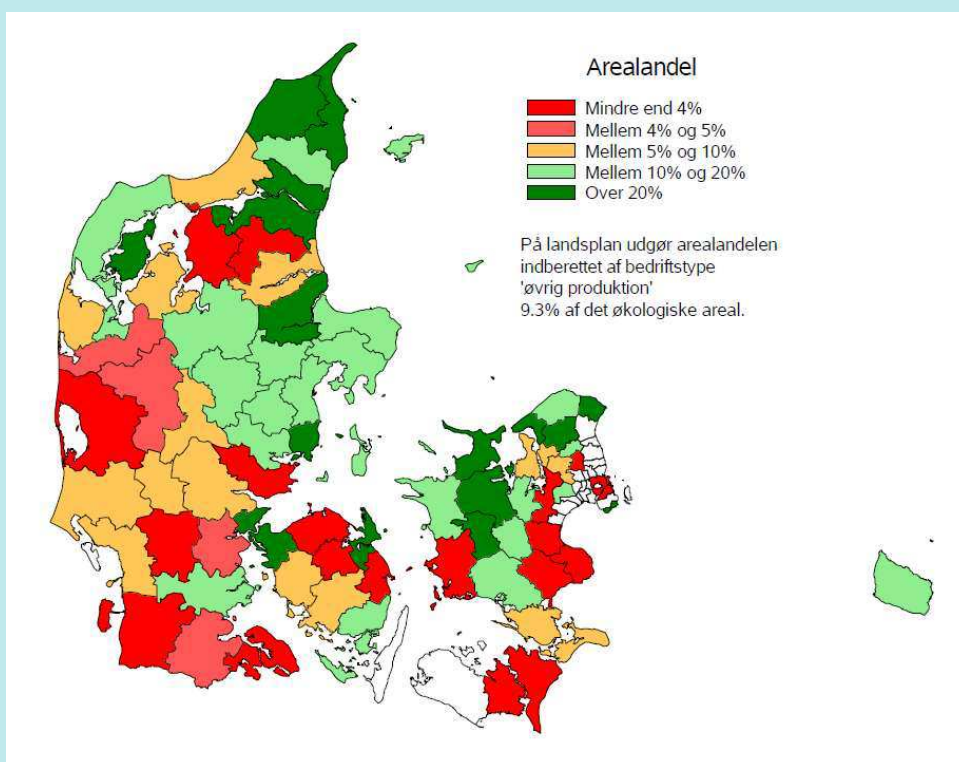 Arealandel
Mindre end 4%
Mellem 4% og 5%
Mellem 5% og 10%
Mellem 10% og 20%
Over 20%
På landsplan udgør arealandelen
indberettet af bedriftstype
'øvrig produktion'
9.3% af det økologiske areal.